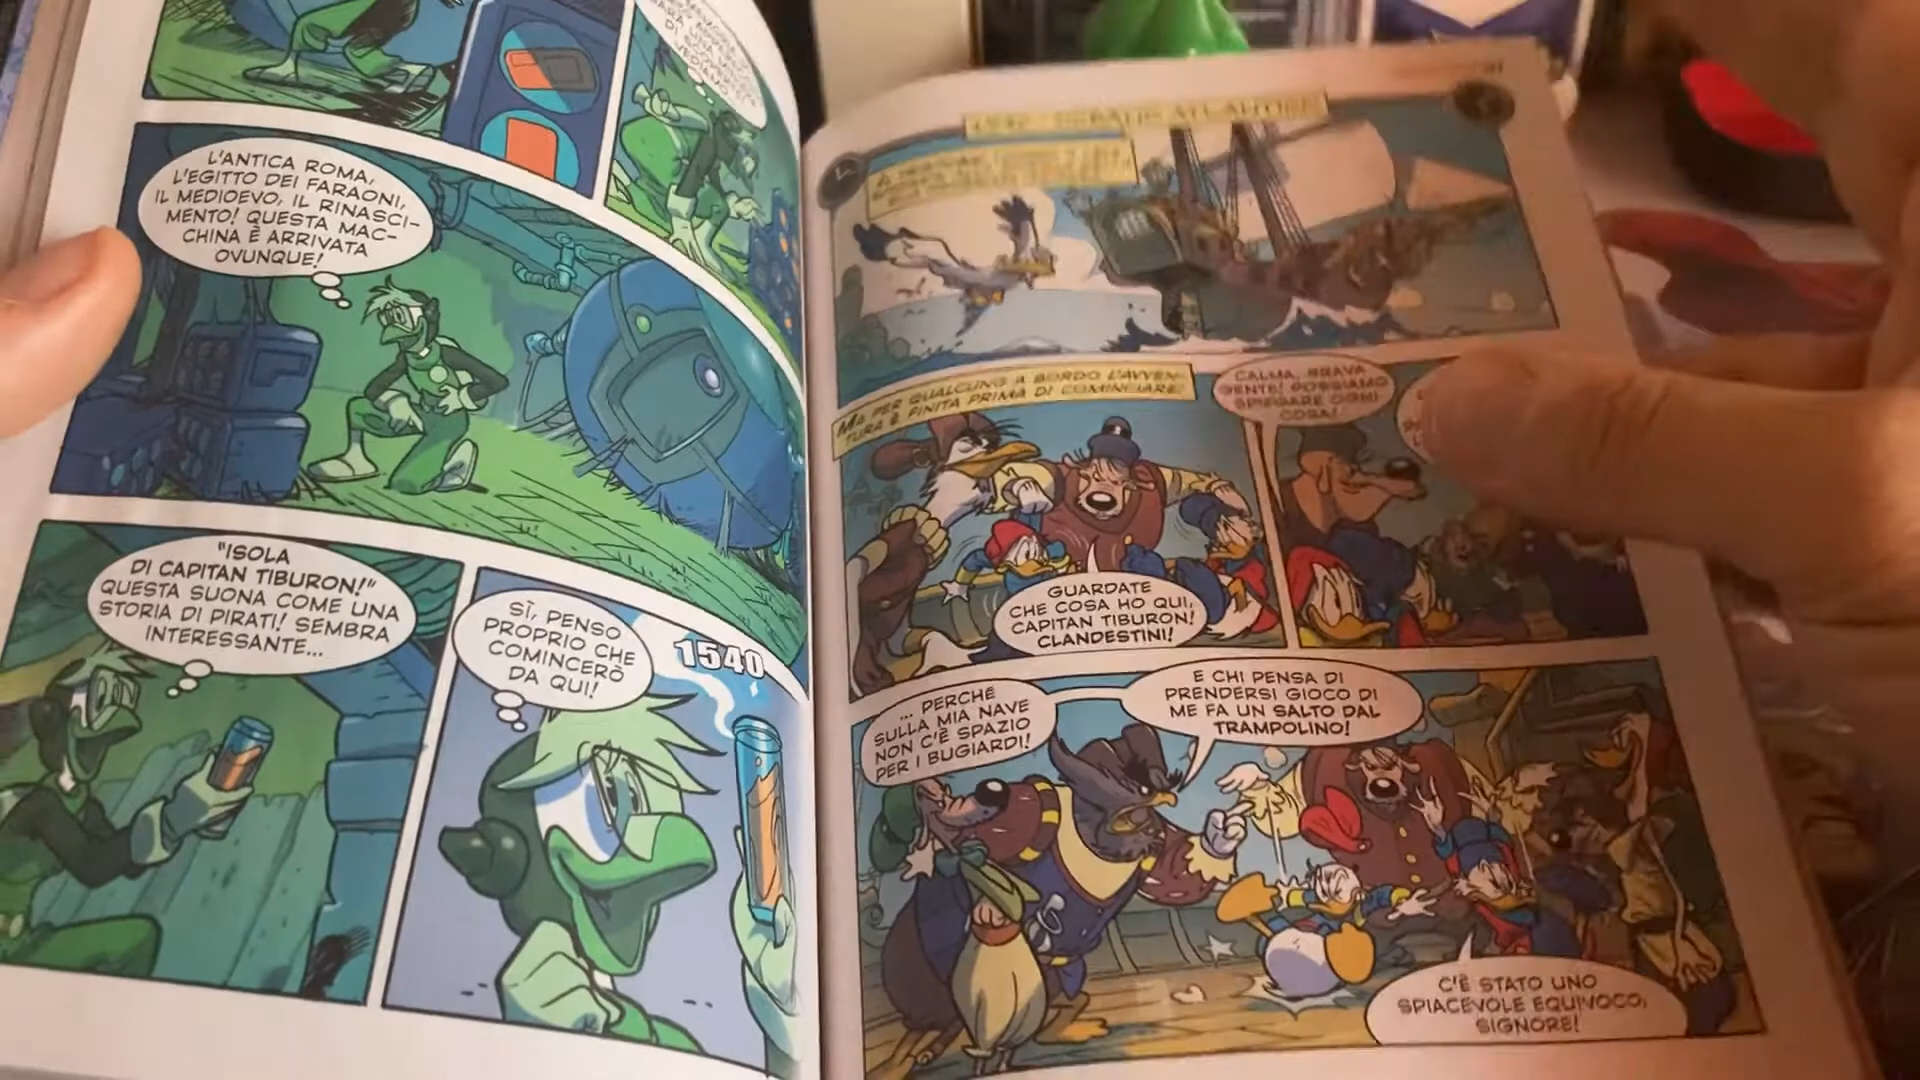 L'ANTICA ROMA,
L'EGITTO DEI FARAONI,
IL MEDIOEVO, IL RINASCI-
MENTO! QUESTA MAC-
CHINA È ARRIVATA
OVUNQUE!
"ISOLA
DI CAPITAN TIBURON!"
QUESTA SUONA COME UNA
STORIA DI PIRATI! SEMBRA
INTERESSANTE...
SÌ, PENSO
PROPRIO CHE
COMINCERÒ
DA QUI!
1540
MA PER QUALCUNO A BORDO L'AVVEN-
TURA È FINITA PRIMA DI COMINCIARE!
GUARDATE
CHE COSA HO QUI,
CAPITAN TIBURON!
CLANDESTINI!
CALMA, BRAVA
GENTE! POSSIAMO
SPIEGARE OGNI
COSA!
... PERCHÉ
SULLA MIA NAVE
NON C'È SPAZIO
PER I BUGIARDI!
E CHI PENSA DI
PRENDERSI GIOCO DI
ME FA UN SALTO DAL
TRAMPOLINO!
C'È STATO UNO
SPIACEVOLE EQUIVOCO,
SIGNORE!